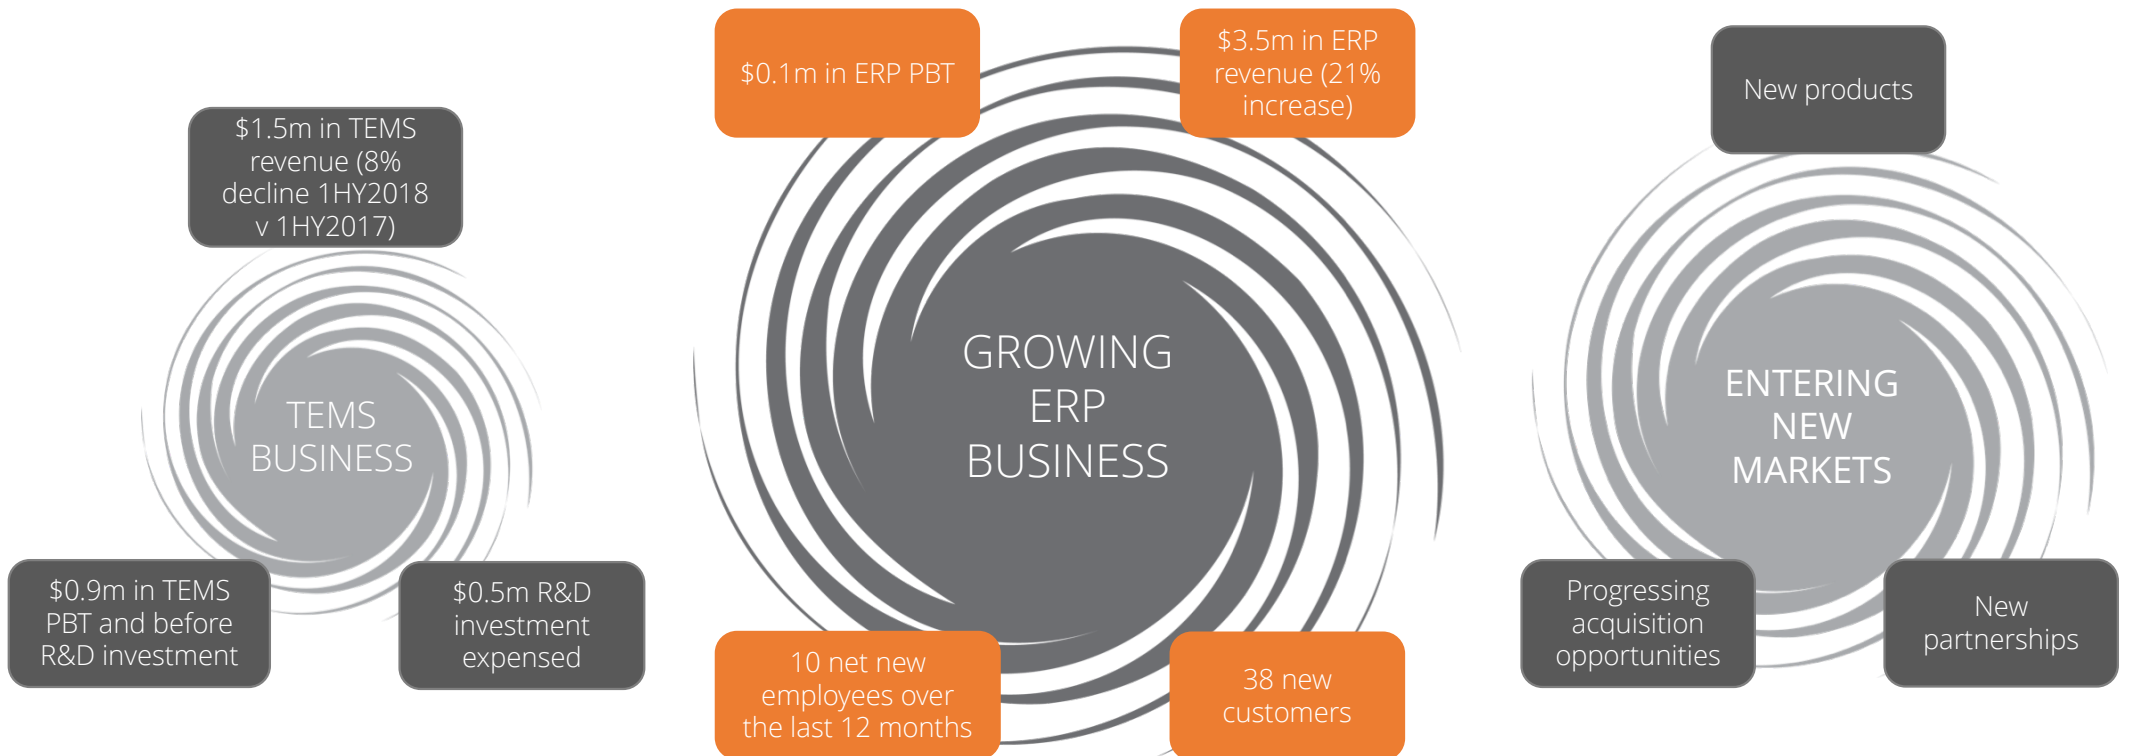 $1.5m in TEMS
revenue (8%
decline 1HY2018
v 1HY2017)
TEMS
BUSINESS
$0.9m in TEMS
PBT and before
R&D investment
$0.5m R&D
investment
expensed
$0.1m in ERP PBT
$3.5m in ERP
revenue (21%
increase)
GROWING
ERP
BUSINESS
10 net new
employees over
the last 12 months
38 new
customers
New products
ENTERING
NEW
MARKETS
Progressing
acquisition
opportunities
New
partnerships